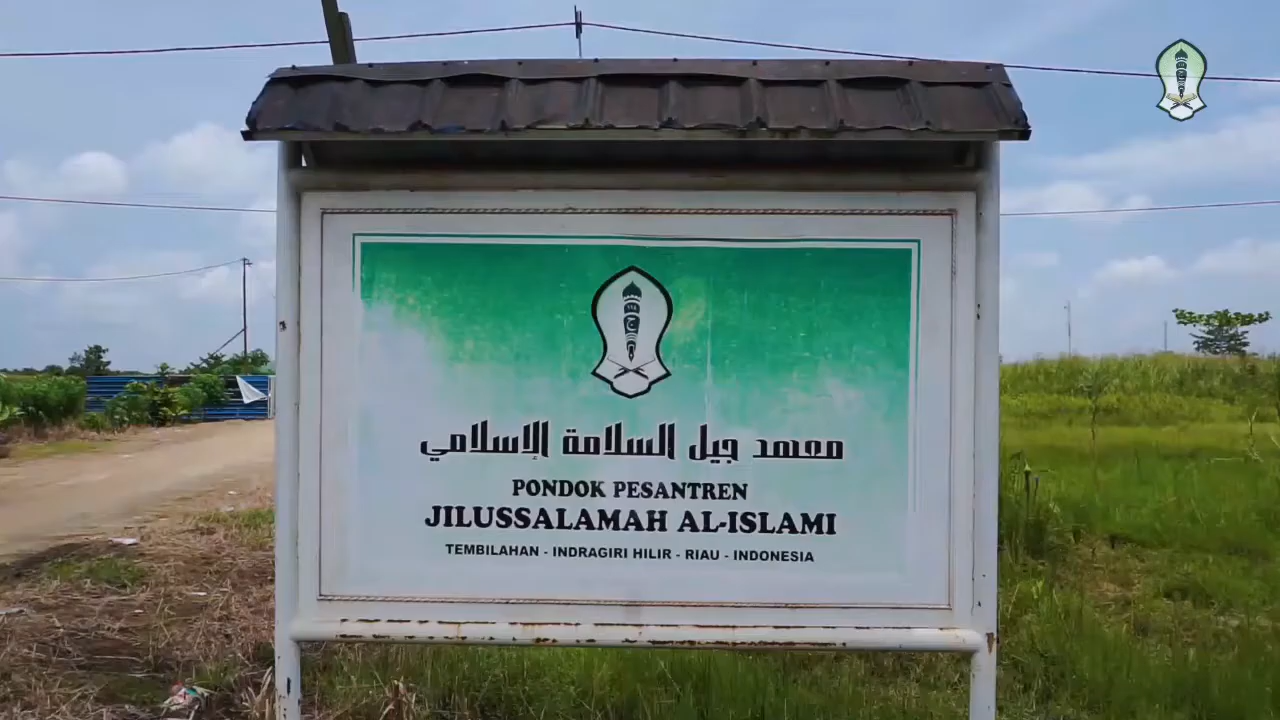 معهد جيل السلامة الإسلامي
PONDOK PESANTREN
JILUSSALAMAH AL-ISLAMI
TEMBILAHAN - INDRAGIRI HILIR - RIAU - INDONESIA